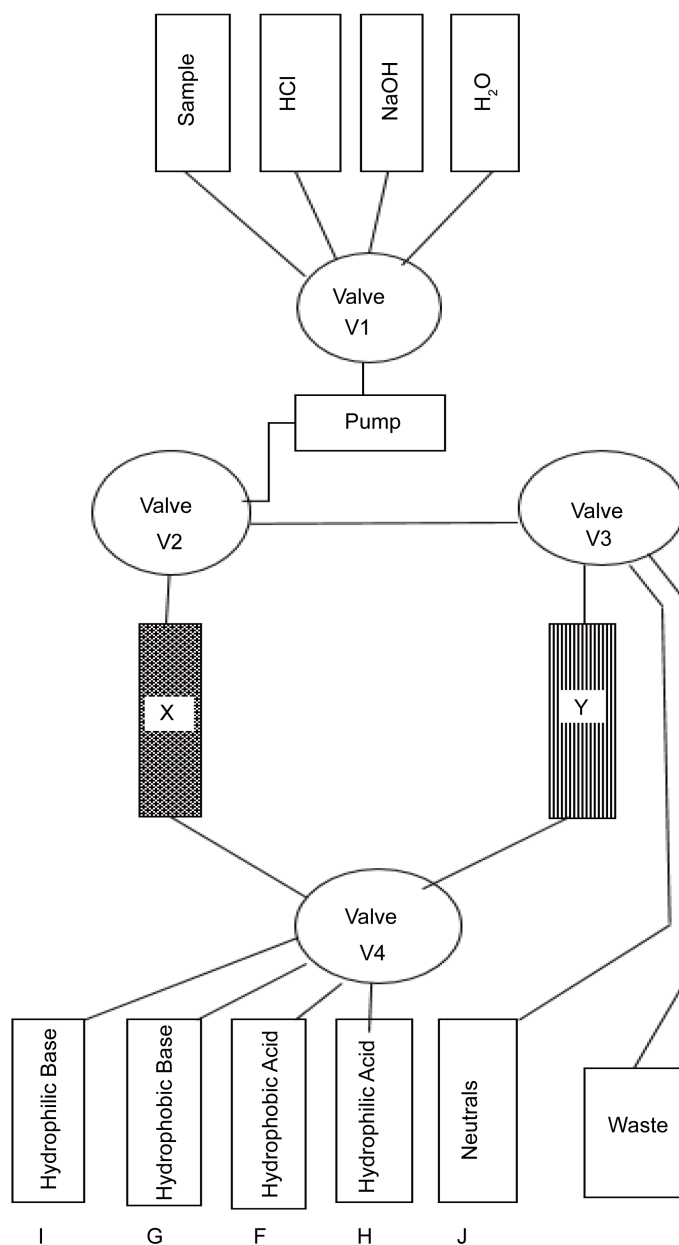 Sample
HCl
NaOH
H₂O
Valve
V1
Pump
Valve
V2
Valve
V3
X
Y
Valve
V4
Hydrophilic Base
Hydrophobic Base
Hydrophobic Acid
Hydrophilic Acid
Neutrals
Waste
I
G
F
H
J